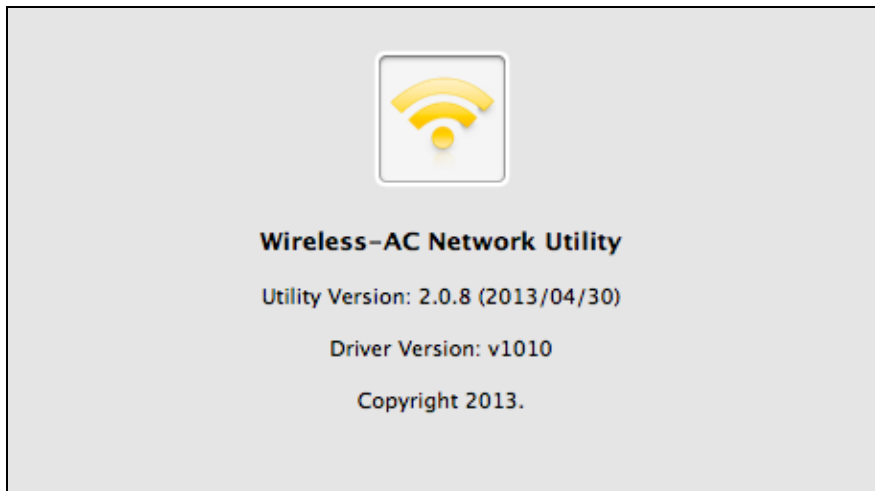 Wireless-AC Network Utility
Utility Version: 2.0.8 (2013/04/30)
Driver Version: v1010
Copyright 2013.